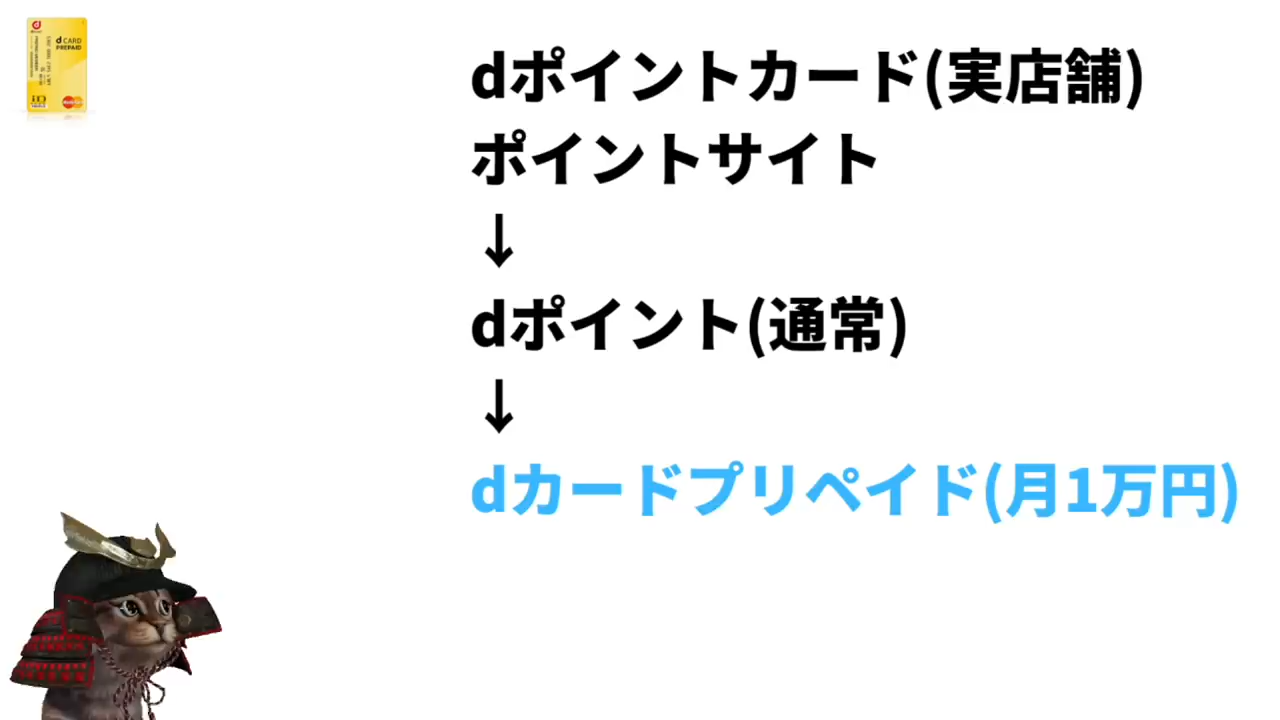 d CARD
PREPAID
dポイントカード(実店舗)
ポイントサイト
↓
dポイント(通常)
↓
dカードプリペイド(月1万円)